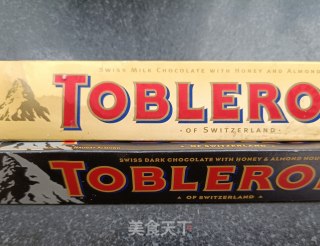 SWISS MILK CHOCOLATE WITH HONEY AND ALMOND
TOBLERO
OF SWITZERLAND
SWISS DARK CHOCOLATE WITH HONEY & ALMOND NOU
TOBLERO
OF SWITZERLAND
美食天下